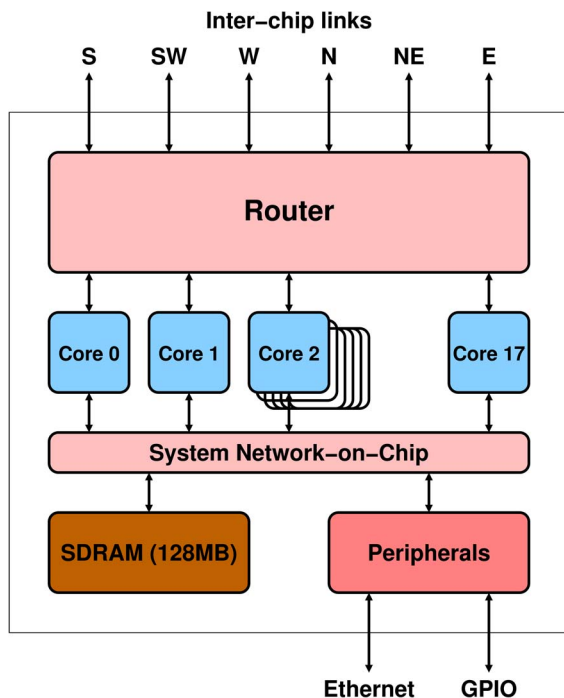 Inter-chip links
S SW W N NE E
Router
Core 0 Core 1 Core 2 Core 17
System Network-on-Chip
SDRAM (128MB) Peripherals
Ethernet GPIO